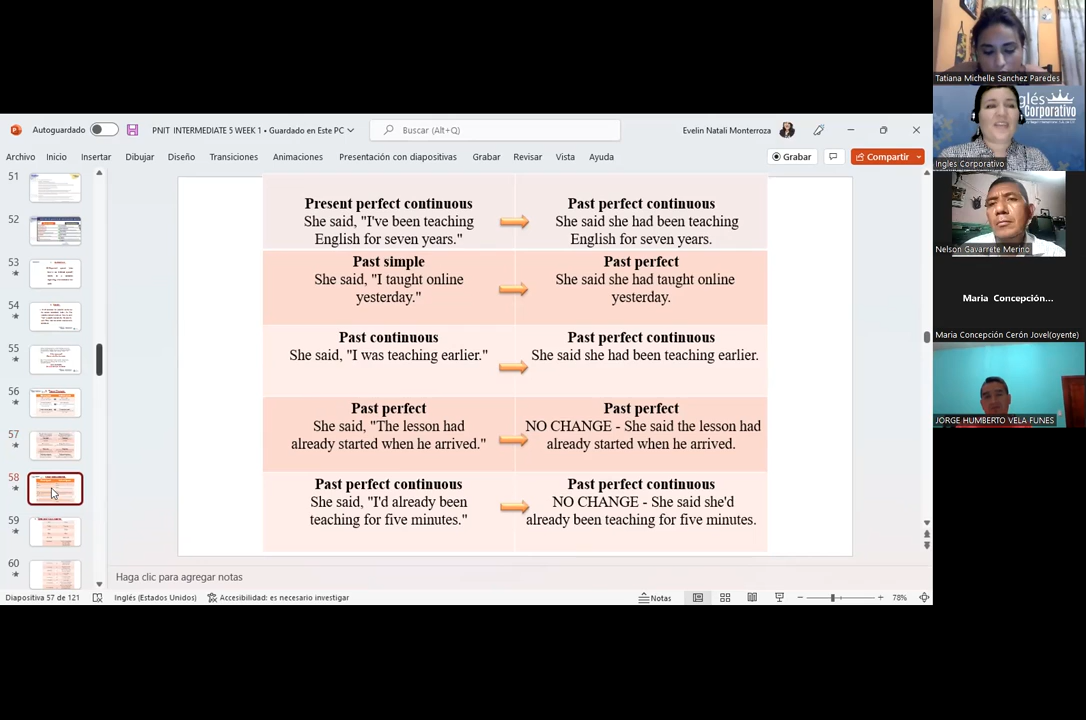 Autoguardado
PNIT INTERMEDIATE 5 WEEK 1 • Guardado en Este PC
Buscar (Alt+Q)
Evelin Natali Monterroza
Archivo Inicio Insertar Dibujar Diseño Transiciones Animaciones Presentación con diapositivas Grabar Revisar Vista Ayuda
Grabar
Compartir
51
52
53
54
55
56
57
58
59
60
Present perfect continuous
She said, "I've been teaching
English for seven years."
Past perfect continuous
She said she had been teaching
English for seven years.
Past simple
She said, "I taught online
yesterday."
Past perfect
She said she had taught online
yesterday.
Past continuous
She said, "I was teaching earlier."
Past perfect continuous
She said she had been teaching earlier.
Past perfect
She said, "The lesson had
already started when he arrived."
Past perfect
NO CHANGE - She said the lesson had
already started when he arrived.
Past perfect continuous
She said, "I'd already been
teaching for five minutes."
Past perfect continuous
NO CHANGE - She said she'd
already been teaching for five minutes.
Haga clic para agregar notas
Diapositiva 57 de 121
Inglés (Estados Unidos)
Accesibilidad: es necesario investigar
Notas
78%
Tatiana Michelle Sanchez Paredes
Inglés Corporativo
Ingles Corporativo
Nelson Gavarrete Merino
Maria Concepción...
Maria Concepción Cerón Jovel(oyente)
JORGE HUMBERTO VELA FUNES